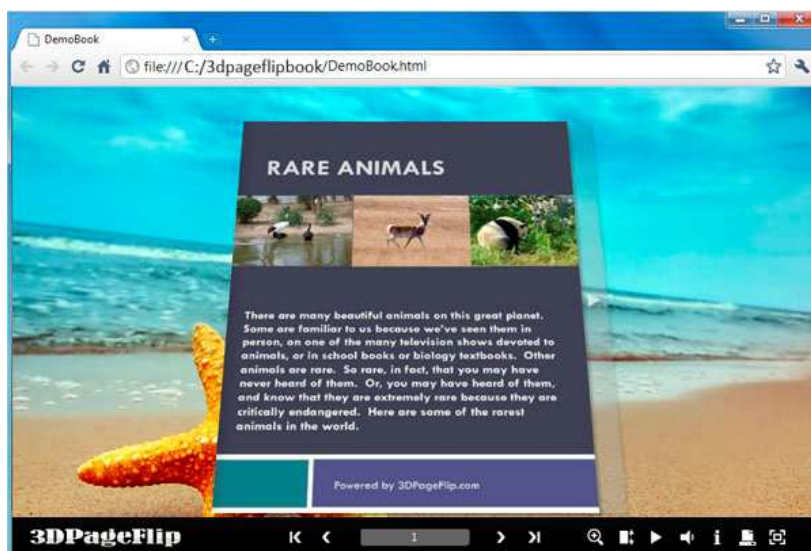 DemoBook
file:///C:/3dpageflipbook/DemoBook.html
RARE ANIMALS
There are many beautiful animals on this great planet.
Some are familiar to us because we've seen them in
person, on one of the many television shows devoted to
animals, or in school books or biology textbooks. Other
animals are rare. So rare, in fact, that you may have
never heard of them. Or, you may have heard of them,
and know that they are extremely rare because they are
critically endangered. Here are some of the rarest
animals in the world.
Powered by 3DPageFlip.com
3DPageFlip
1